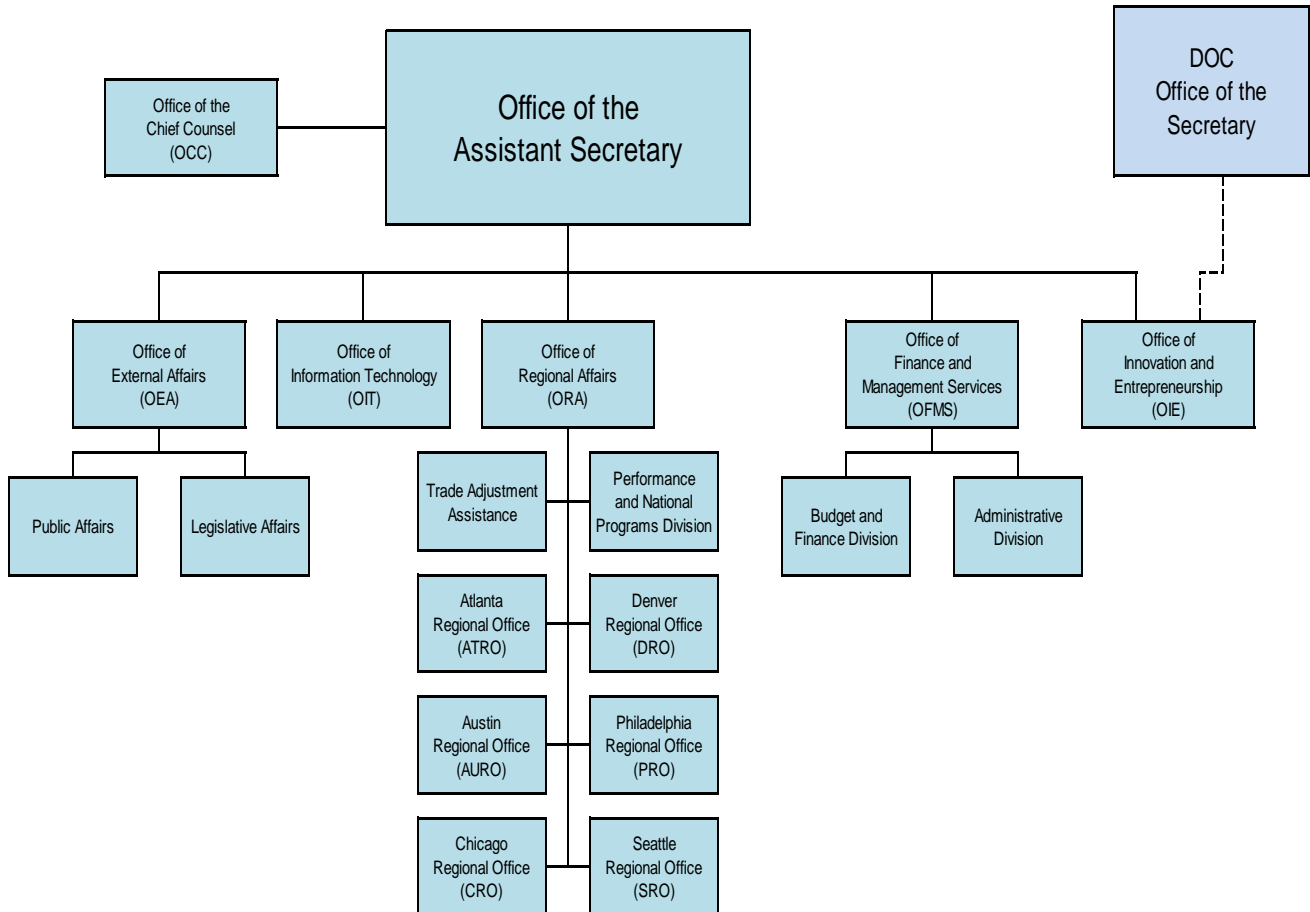 Office of the
Assistant Secretary
DOC
Office of the
Secretary
Office of the
Chief Counsel
(OCC)
Office of
External Affairs
(OEA)
Office of
Information Technology
(OIT)
Office of
Regional Affairs
(ORA)
Office of
Finance and
Management Services
(OFMS)
Office of
Innovation and
Entrepreneurship
(OIE)
Public Affairs
Legislative Affairs
Trade Adjustment
Assistance
Performance
and National
Programs Division
Budget and
Finance Division
Administrative
Division
Atlanta
Regional Office
(ATRO)
Denver
Regional Office
(DRO)
Austin
Regional Office
(AURO)
Philadelphia
Regional Office
(PRO)
Chicago
Regional Office
(CRO)
Seattle
Regional Office
(SRO)